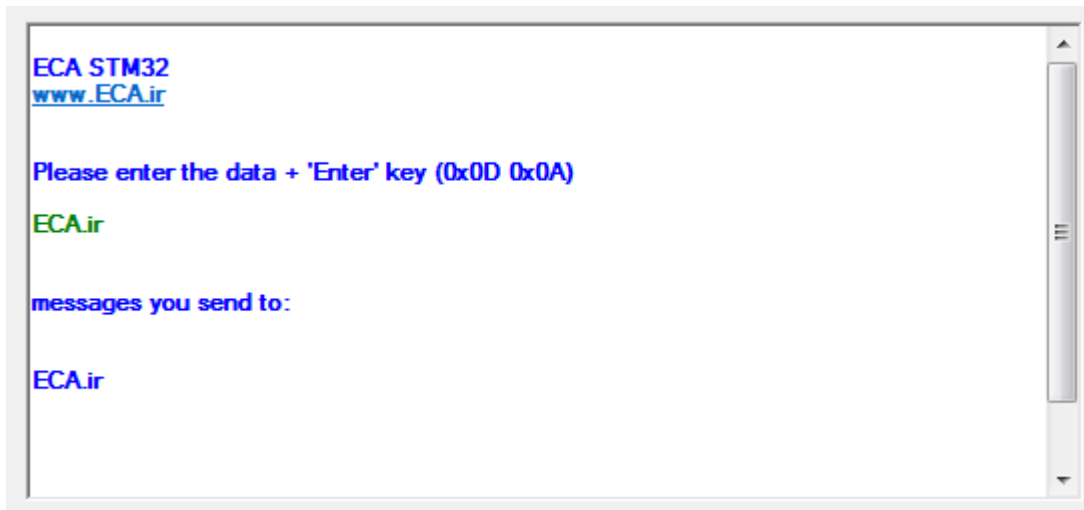 ECA STM32
www.ECA.ir
Please enter the data + 'Enter' key (0x0D 0x0A)
ECA.ir
messages you send to:
ECA.ir